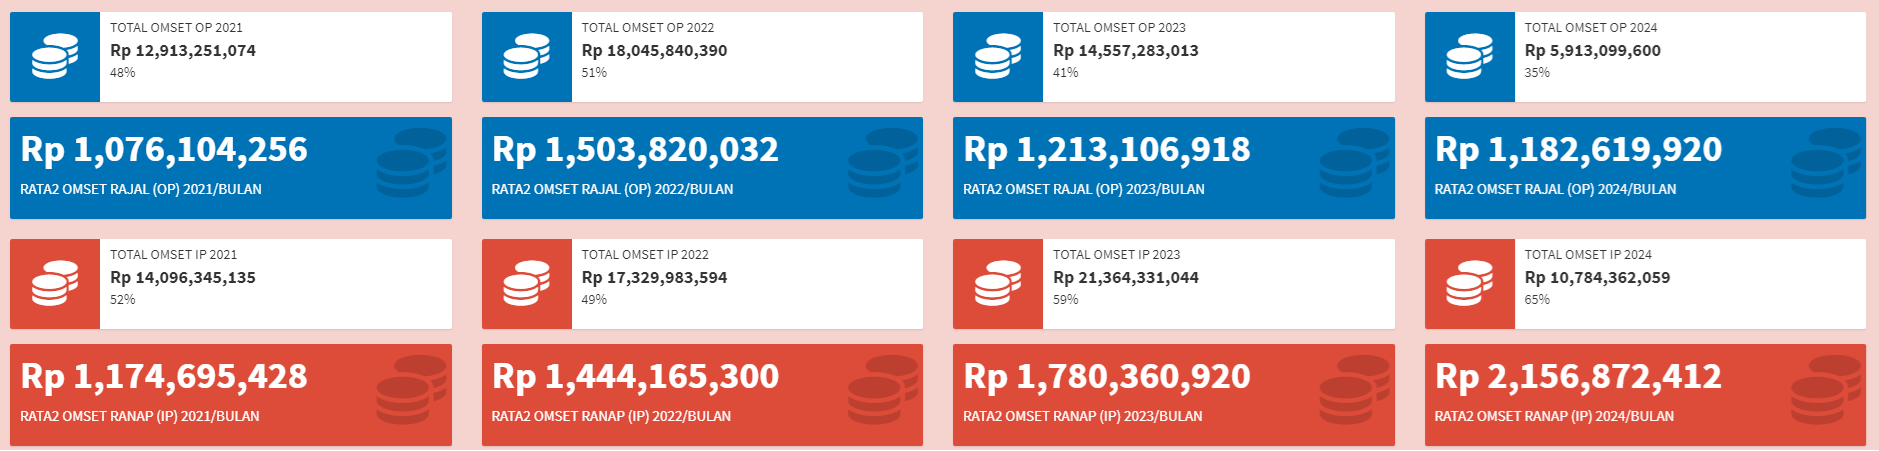 TOTAL OMSET OP 2021
Rp 12,913,251,074
48%
TOTAL OMSET OP 2022
Rp 18,045,840,390
51%
TOTAL OMSET OP 2023
Rp 14,557,283,013
41%
TOTAL OMSET OP 2024
Rp 5,913,099,600
35%
Rp 1,076,104,256
RATA2 OMSET RAJAL (OP) 2021/BULAN
Rp 1,503,820,032
RATA2 OMSET RAJAL (OP) 2022/BULAN
Rp 1,213,106,918
RATA2 OMSET RAJAL (OP) 2023/BULAN
Rp 1,182,619,920
RATA2 OMSET RAJAL (OP) 2024/BULAN
TOTAL OMSET IP 2021
Rp 14,096,345,135
52%
TOTAL OMSET IP 2022
Rp 17,329,983,594
49%
TOTAL OMSET IP 2023
Rp 21,364,331,044
59%
TOTAL OMSET IP 2024
Rp 10,784,362,059
65%
Rp 1,174,695,428
RATA2 OMSET RANAP (IP) 2021/BULAN
Rp 1,444,165,300
RATA2 OMSET RANAP (IP) 2022/BULAN
Rp 1,780,360,920
RATA2 OMSET RANAP (IP) 2023/BULAN
Rp 2,156,872,412
RATA2 OMSET RANAP (IP) 2024/BULAN